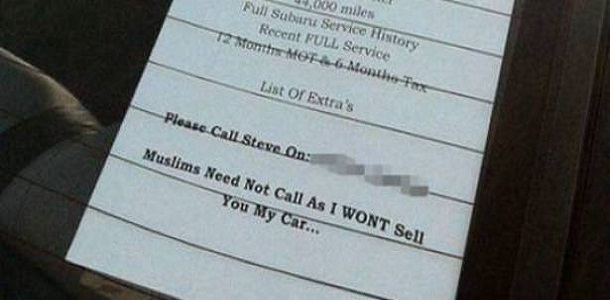 44,000 miles
Full Subaru Service History
Recent FULL Service
12 Months MOT & 6 Months Tax
List Of Extra's
Please Call Steve On:
Muslims Need Not Call As I WONT Sell
You My Car...